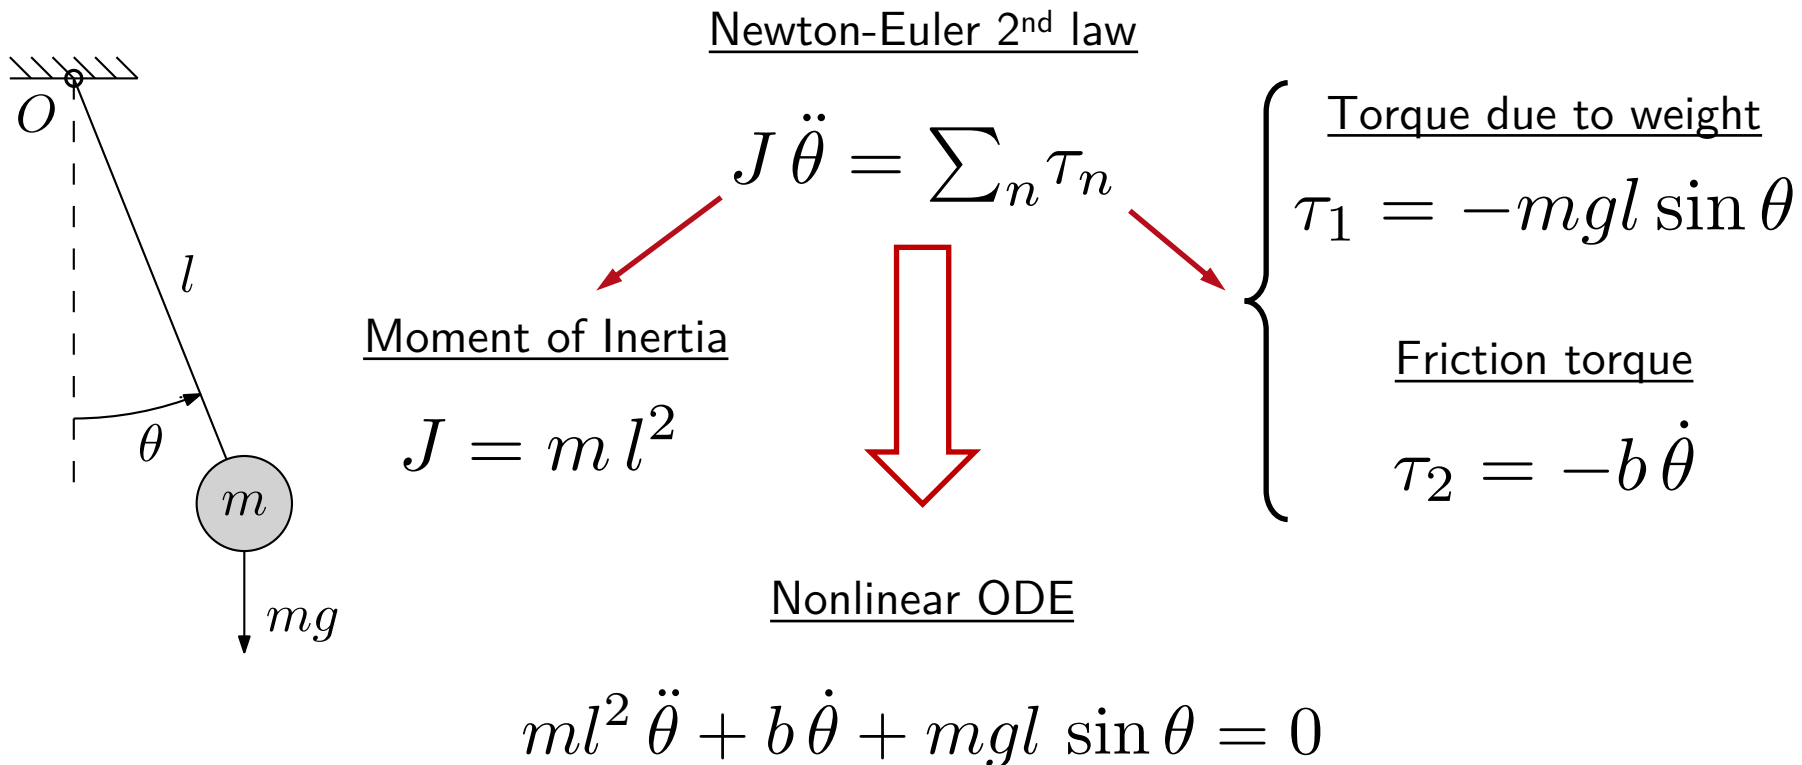 Newton-Euler 2nd law
J θ̈ = ∑ₙ τₙ
Moment of Inertia
J = m l²
Torque due to weight
τ₁ = −mgl sin θ
Friction torque
τ₂ = −b θ̇
O
l
θ
m
mg
Nonlinear ODE
ml² θ̈ + b θ̇ + mgl sin θ = 0